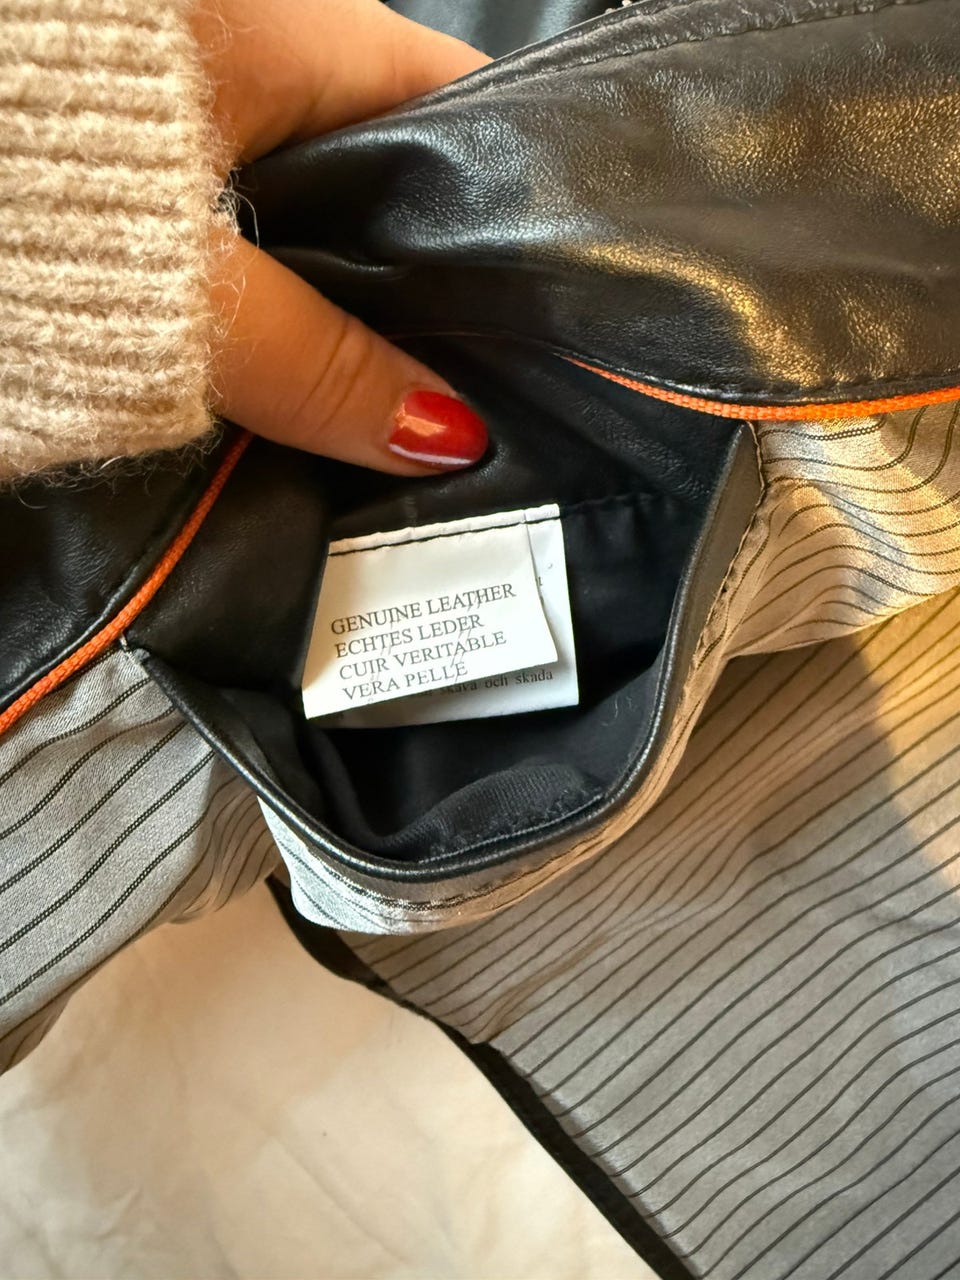 GENUINE LEATHER
ECHTES LEDER
CUIR VERITABLE
VERA PELLE
skava och skada